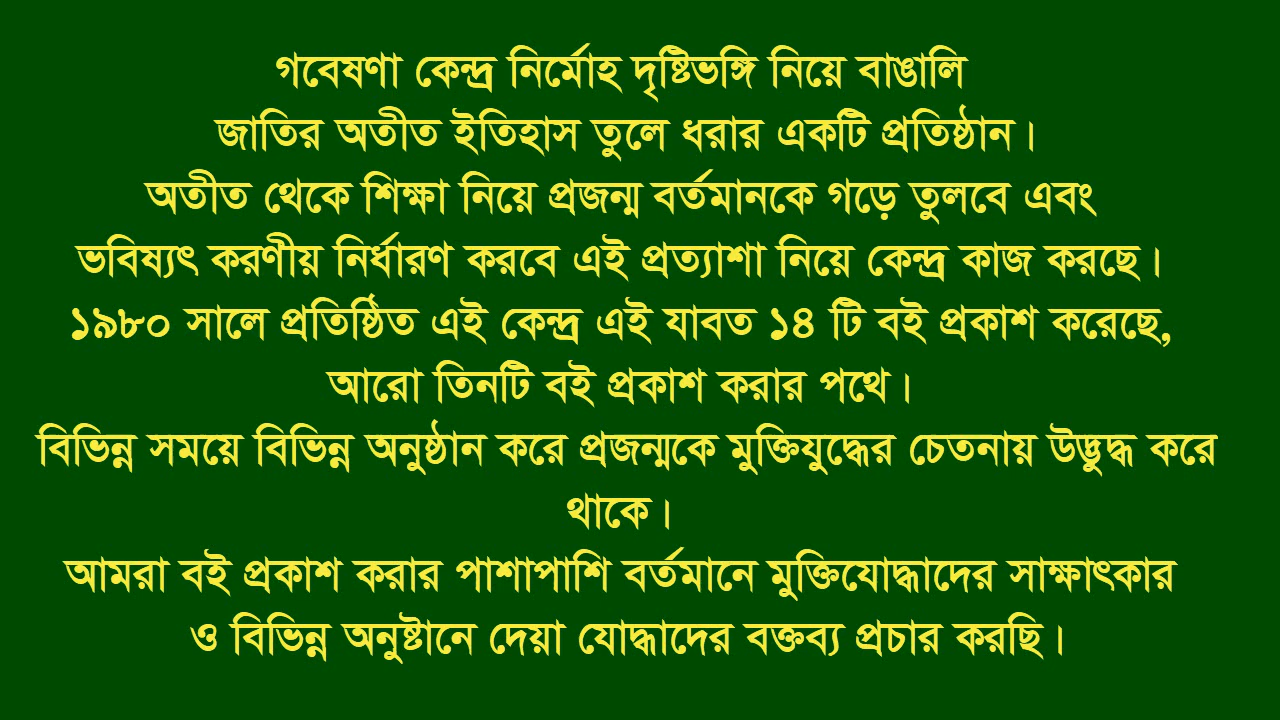 গবেষণা কেন্দ্র নির্মোহ দৃষ্টিভঙ্গি নিয়ে বাঙালি
জাতির অতীত ইতিহাস তুলে ধরার একটি প্রতিষ্ঠান।
অতীত থেকে শিক্ষা নিয়ে প্রজন্ম বর্তমানকে গড়ে তুলবে এবং
ভবিষ্যৎ করণীয় নির্ধারণ করবে এই প্রত্যাশা নিয়ে কেন্দ্র কাজ করছে।
১৯৮০ সালে প্রতিষ্ঠিত এই কেন্দ্র এই যাবত ১৪ টি বই প্রকাশ করেছে,
আরো তিনটি বই প্রকাশ করার পথে।
বিভিন্ন সময়ে বিভিন্ন অনুষ্ঠান করে প্রজন্মকে মুক্তিযুদ্ধের চেতনায় উদ্ভুদ্ধ করে
থাকে।
আমরা বই প্রকাশ করার পাশাপাশি বর্তমানে মুক্তিযোদ্ধাদের সাক্ষাৎকার
ও বিভিন্ন অনুষ্টানে দেয়া যোদ্ধাদের বক্তব্য প্রচার করছি।